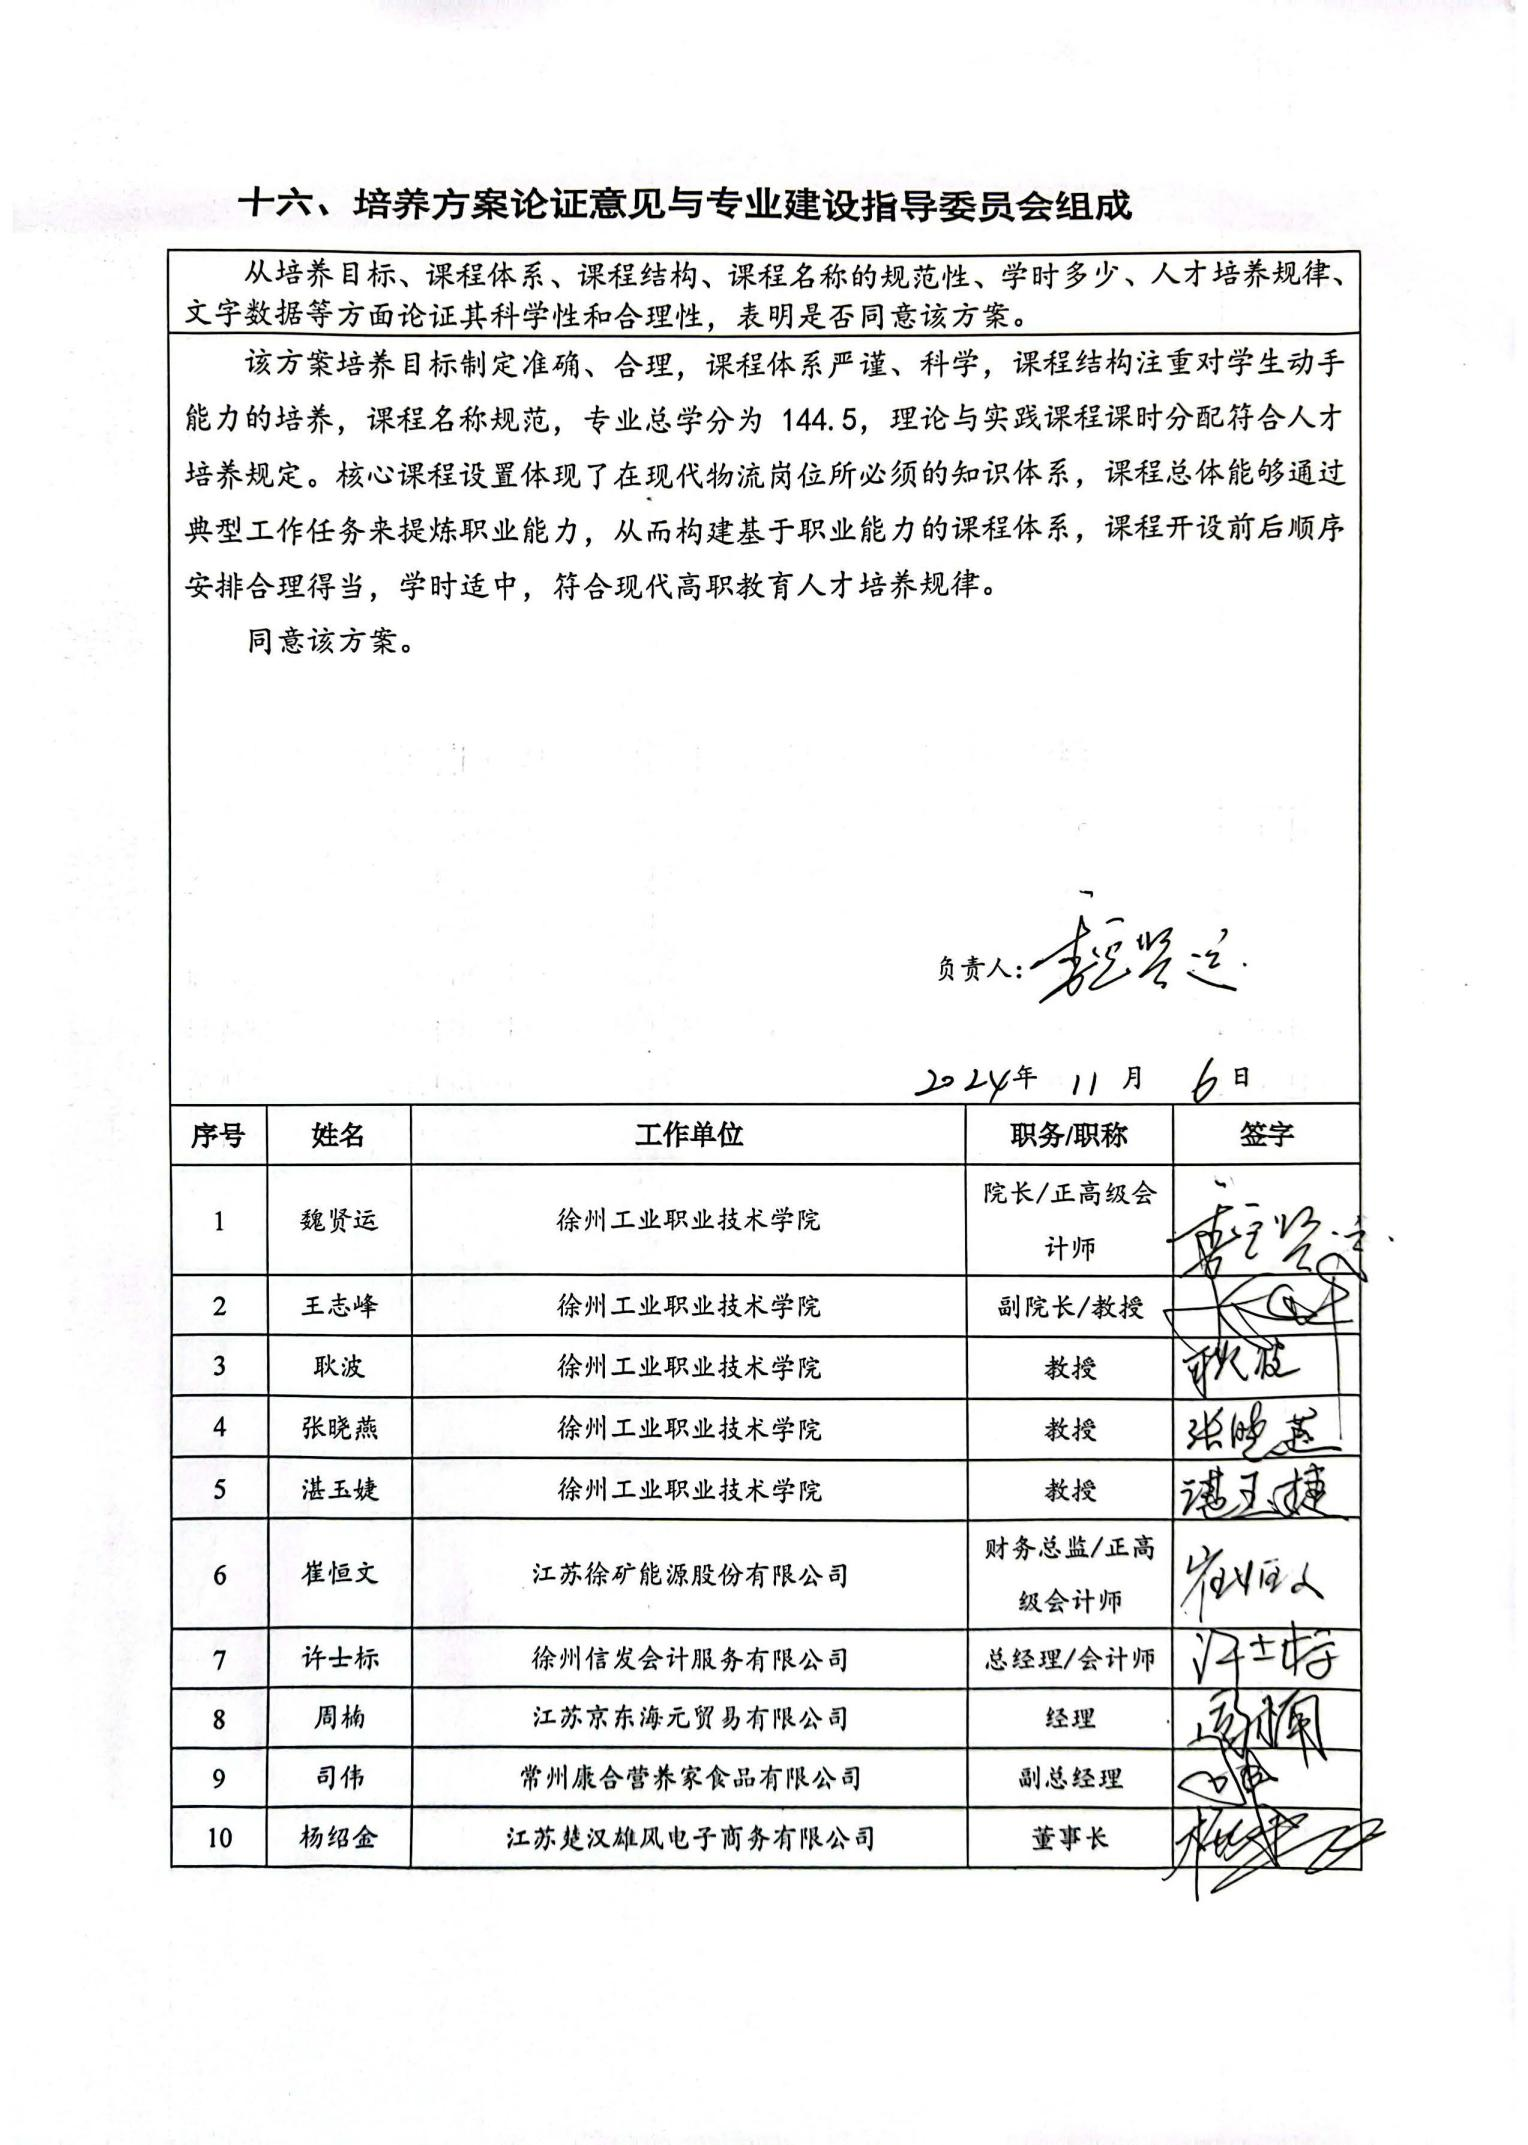 十六、培养方案论证意见与专业建设指导委员会组成
从培养目标、课程体系、课程结构、课程名称的规范性、学时多少、人才培养规律、
文字数据等方面论证其科学性和合理性，表明是否同意该方案。
该方案培养目标制定准确、合理，课程体系严谨、科学，课程结构注重对学生动手
能力的培养，课程名称规范，专业总学分为 144.5，理论与实践课程课时分配符合人才
培养规定。核心课程设置体现了在现代物流岗位所必须的知识体系，课程总体能够通过
典型工作任务来提炼职业能力，从而构建基于职业能力的课程体系，课程开设前后顺序
安排合理得当，学时适中，符合现代高职教育人才培养规律。
同意该方案。
负责人：魏贤运
2024年 11 月 6 日
序号 姓名 工作单位 职务/职称 签字
1 魏贤运 徐州工业职业技术学院 院长/正高级会计师 魏贤运
2 王志峰 徐州工业职业技术学院 副院长/教授
3 耿波 徐州工业职业技术学院 教授 耿波
4 张晓燕 徐州工业职业技术学院 教授 张晓燕
5 湛玉婕 徐州工业职业技术学院 教授 湛玉婕
6 崔恒文 江苏徐矿能源股份有限公司 财务总监/正高级会计师 崔恒文
7 许士标 徐州信发会计服务有限公司 总经理/会计师 许士标
8 周楠 江苏京东海元贸易有限公司 经理 周楠
9 司伟 常州康合营养家食品有限公司 副总经理
10 杨绍金 江苏楚汉雄风电子商务有限公司 董事长